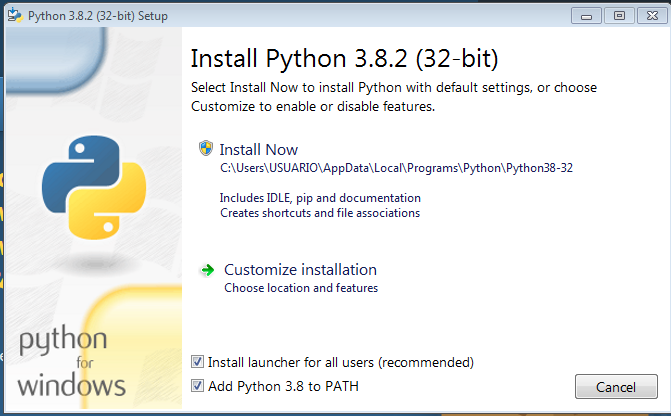 Python 3.8.2 (32-bit) Setup
Install Python 3.8.2 (32-bit)
Select Install Now to install Python with default settings, or choose
Customize to enable or disable features.
Install Now
C:\Users\USUARIO\AppData\Local\Programs\Python\Python38-32
Includes IDLE, pip and documentation
Creates shortcuts and file associations
Customize installation
Choose location and features
python
for
windows
Install launcher for all users (recommended)
Add Python 3.8 to PATH
Cancel